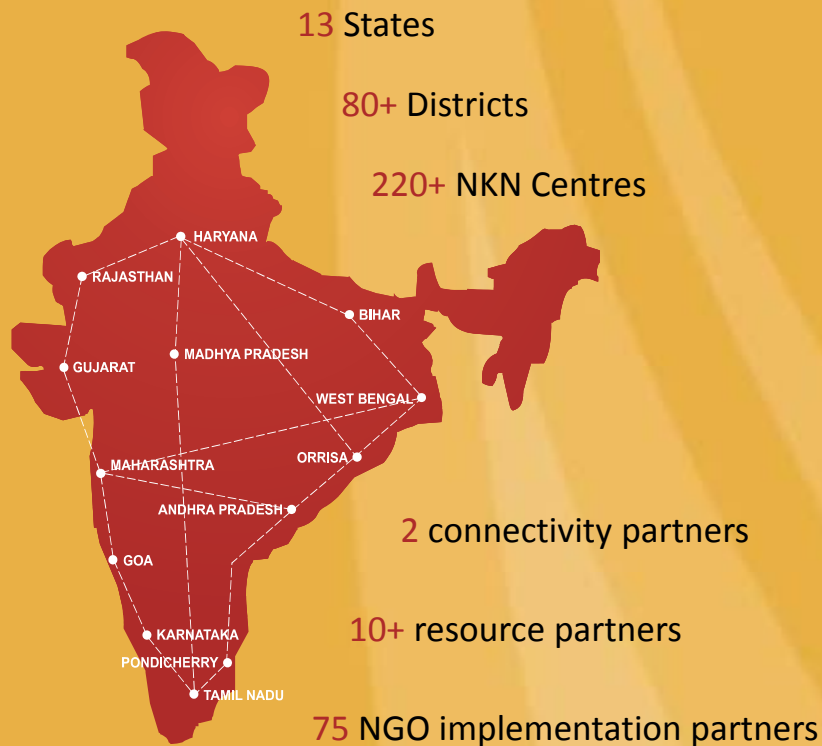 13 States
80+ Districts
220+ NKN Centres
HARYANA
RAJASTHAN
BIHAR
MADHYA PRADESH
GUJARAT
WEST BENGAL
ORRISA
MAHARASHTRA
ANDHRA PRADESH
2 connectivity partners
GOA
10+ resource partners
KARNATAKA
PONDICHERRY
TAMIL NADU
75 NGO implementation partners